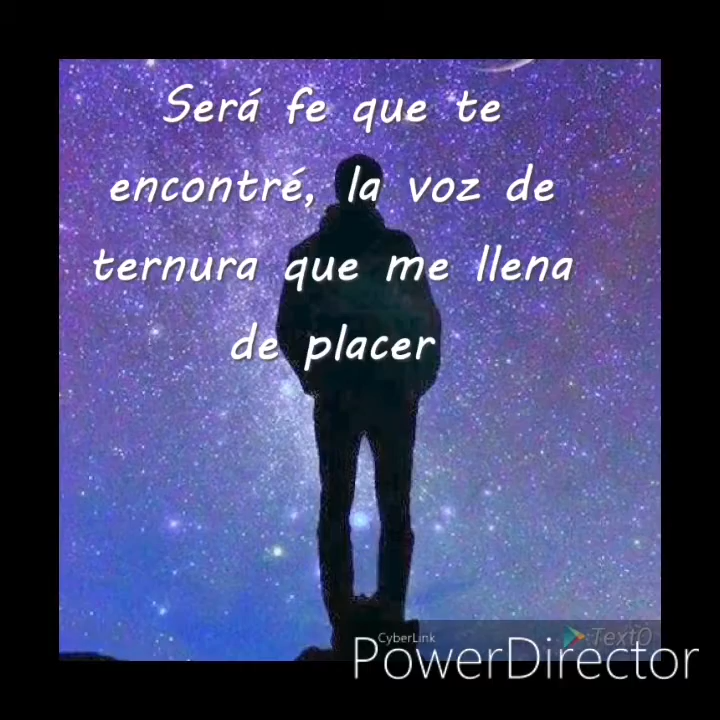 Será fe que te
encontré, la voz de
ternura que me llena
de placer
TextO
CyberLink
PowerDirector